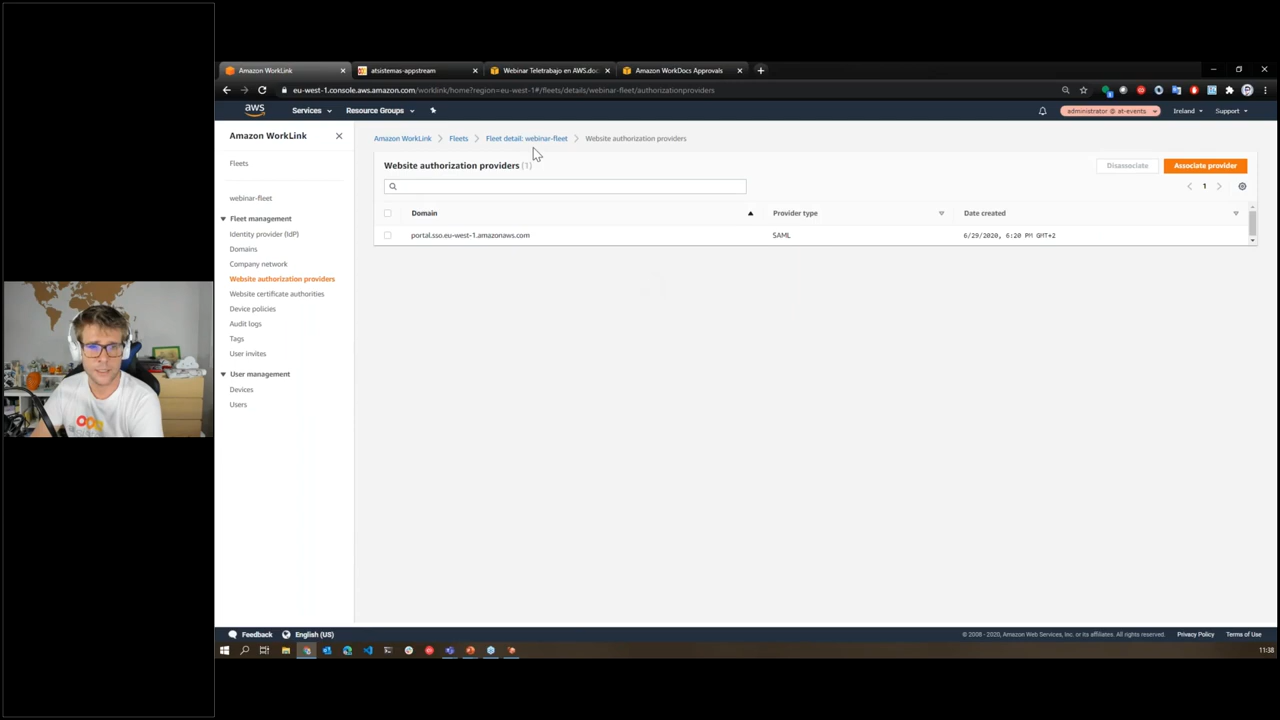 Amazon WorkLink
atsistemas-appstream
Webinar Teletrabajo en AWS.doc
Amazon WorkDocs Approvals
eu-west-1.console.aws.amazon.com/worklink/home?region=eu-west-1#/fleets/details/webinar-fleet/authorizationproviders
aws
Services
Resource Groups
administrator @ at-events
Ireland
Support
Amazon WorkLink
Fleets
webinar-fleet
Fleet management
Identity provider (IdP)
Domains
Company network
Website authorization providers
Website certificate authorities
Device policies
Audit logs
Tags
User invites
User management
Devices
Users
Amazon WorkLink
Fleets
Fleet detail: webinar-fleet
Website authorization providers
Website authorization providers (1)
Disassociate
Associate provider
1
Domain
Provider type
Date created
portal.sso.eu-west-1.amazonaws.com
SAML
6/29/2020, 6:20 PM GMT+2
Feedback
English (US)
© 2008 - 2020, Amazon Web Services, Inc. or its affiliates. All rights reserved.
Privacy Policy
Terms of Use
11:38